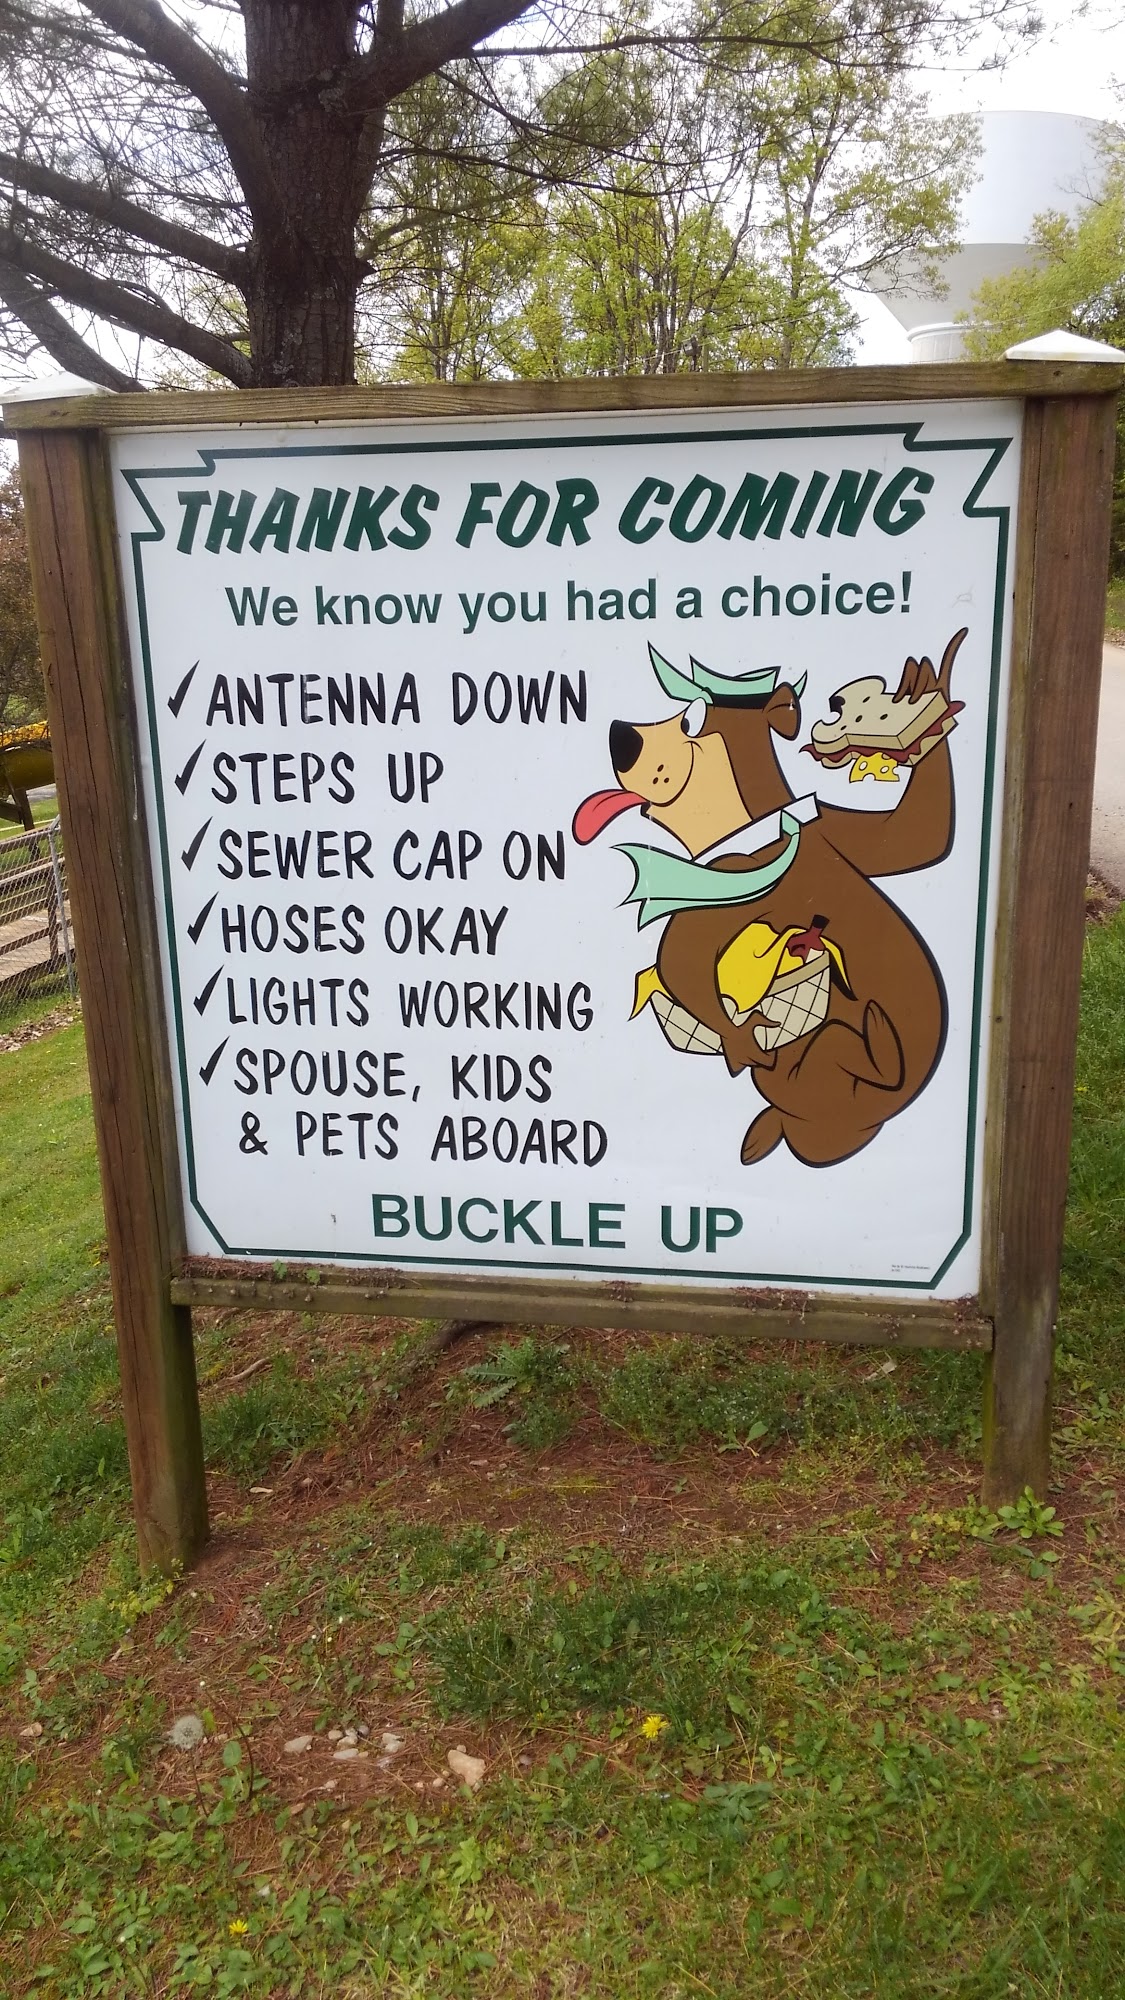 THANKS FOR COMING
We know you had a choice!
✓ ANTENNA DOWN
✓ STEPS UP
✓ SEWER CAP ON
✓ HOSES OKAY
✓ LIGHTS WORKING
✓ SPOUSE, KIDS
& PETS ABOARD
BUCKLE UP